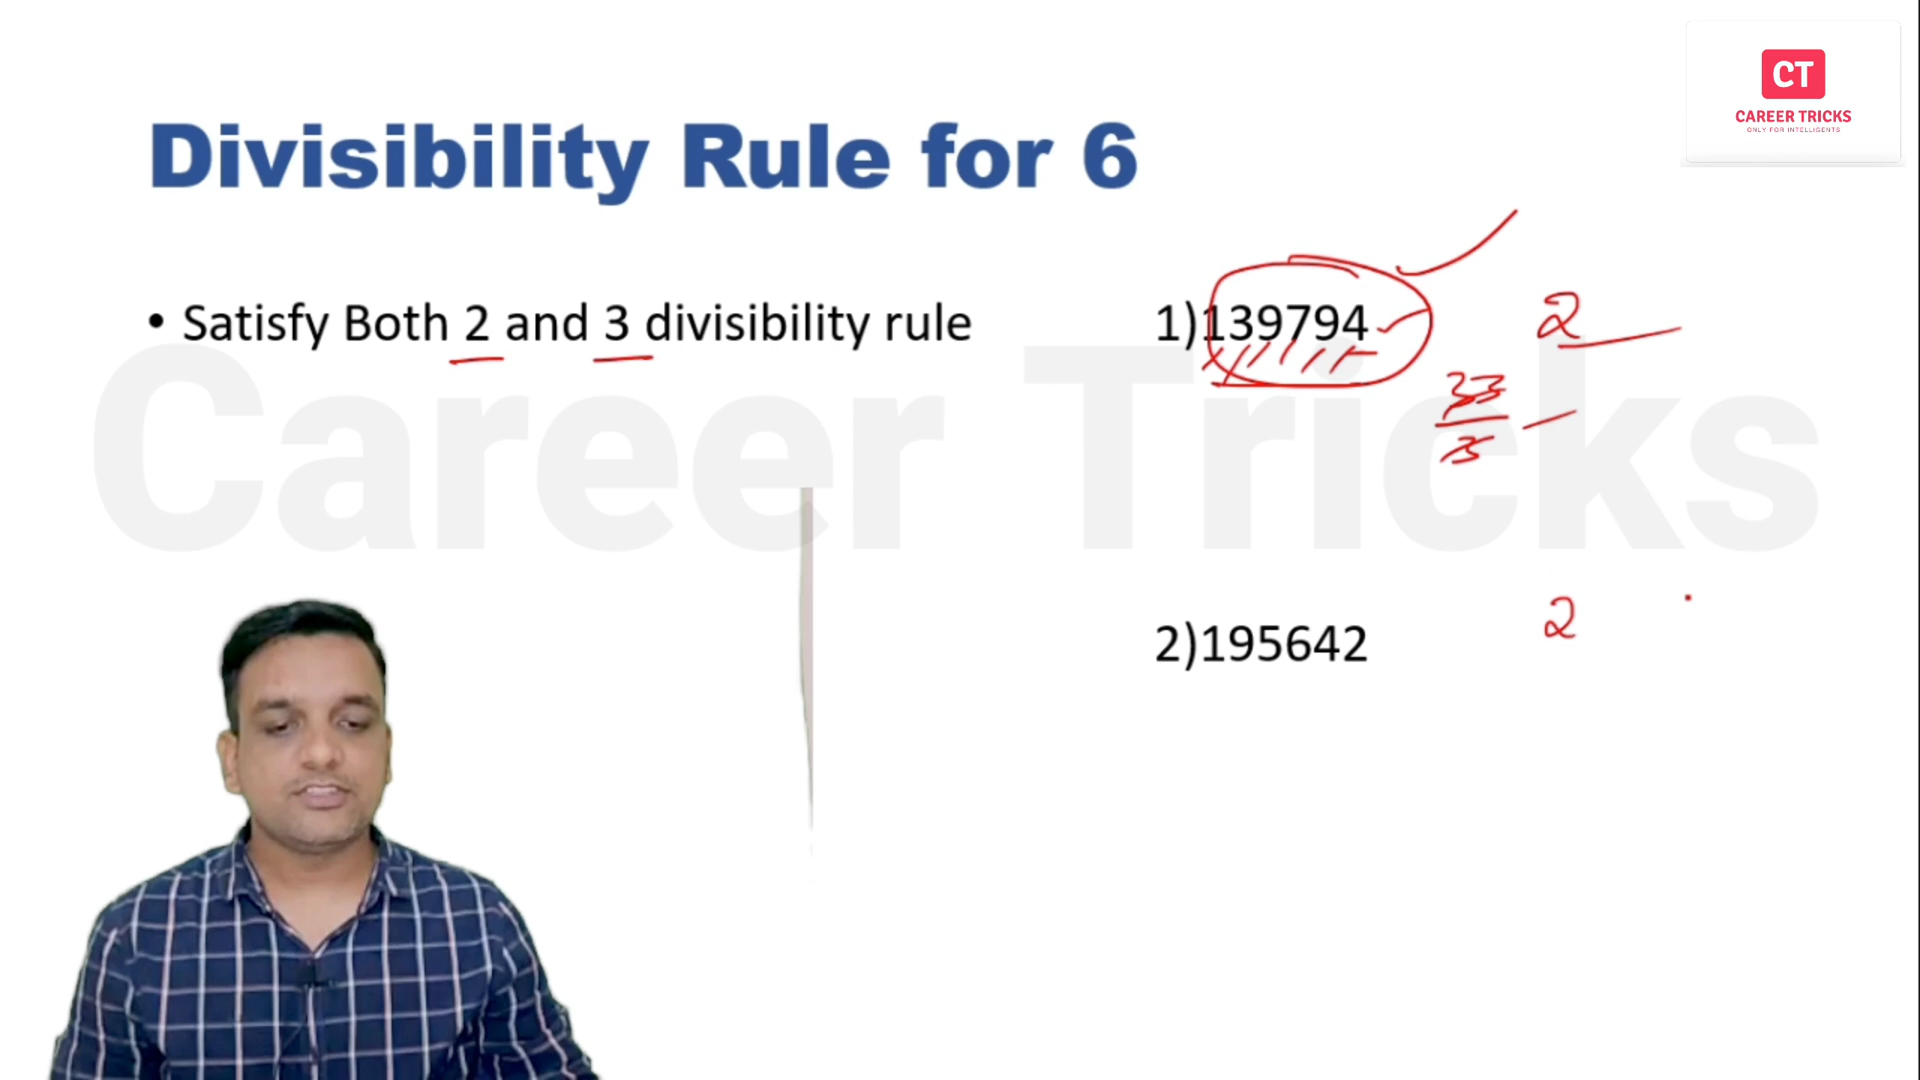 CT
CAREER TRICKS
ONLY FOR INTELLIGENTS
Divisibility Rule for 6
• Satisfy Both 2 and 3 divisibility rule
1)139794
2
33
3
Career Tricks
2)195642
2